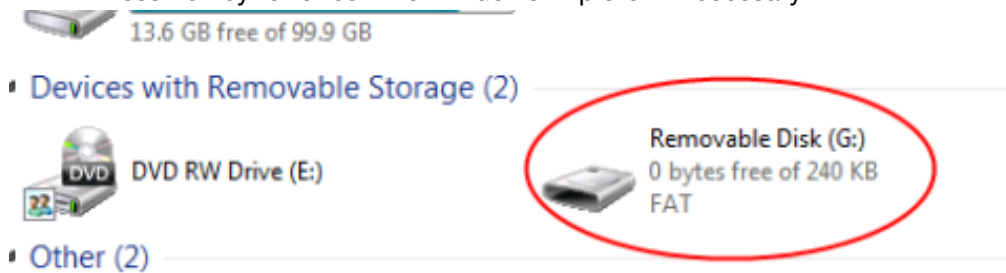 13.6 GB free of 99.9 GB
Devices with Removable Storage (2)
DVD
DVD RW Drive (E:)
Removable Disk (G:)
0 bytes free of 240 KB
FAT
Other (2)